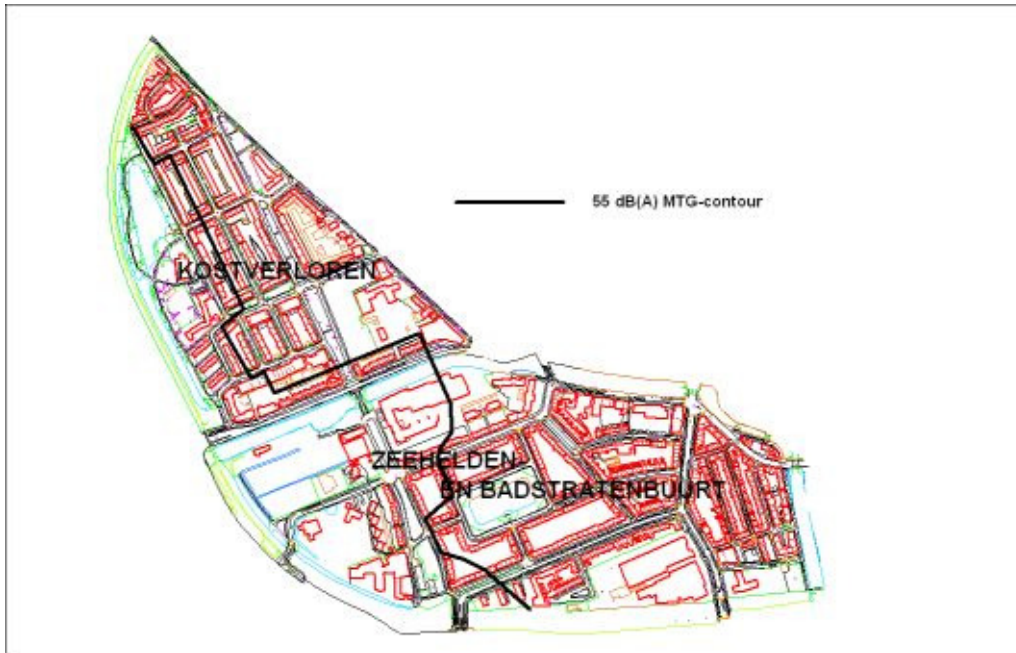 55 dB(A) MTG-contour
KOSTVERLOREN
ZEEHELDEN
EN BADSTRATENBUURT